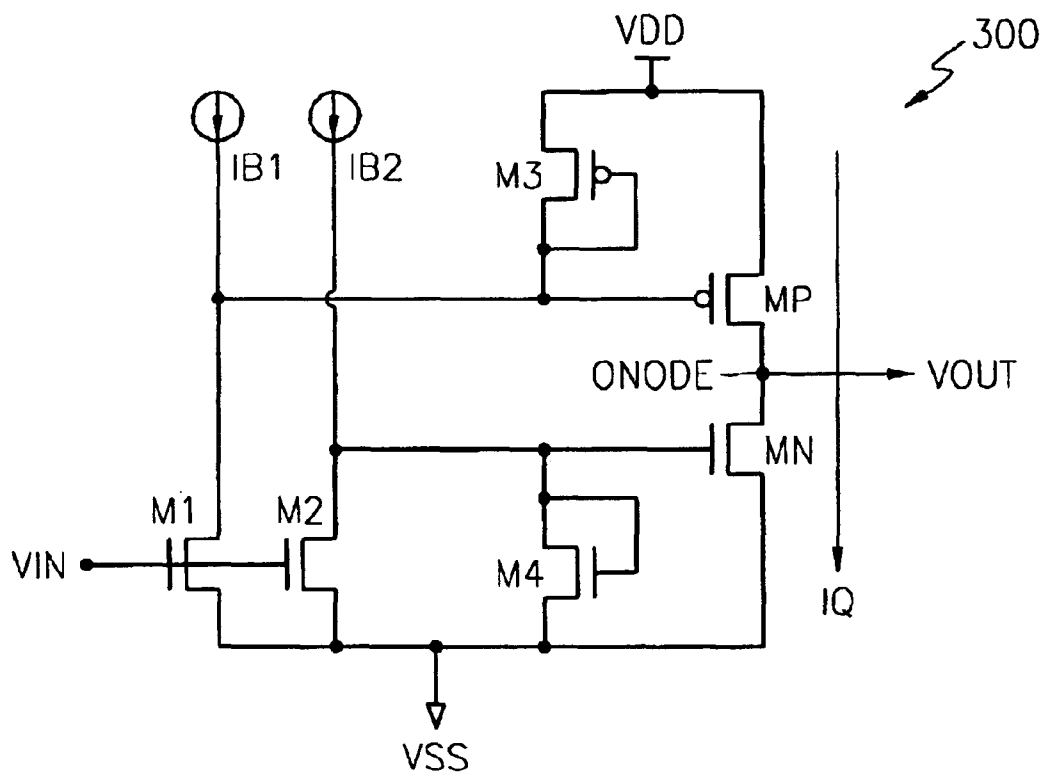 VDD
300
IB1
IB2
M3
MP
ONODE
VOUT
MN
M1
M2
VIN
M4
IQ
VSS